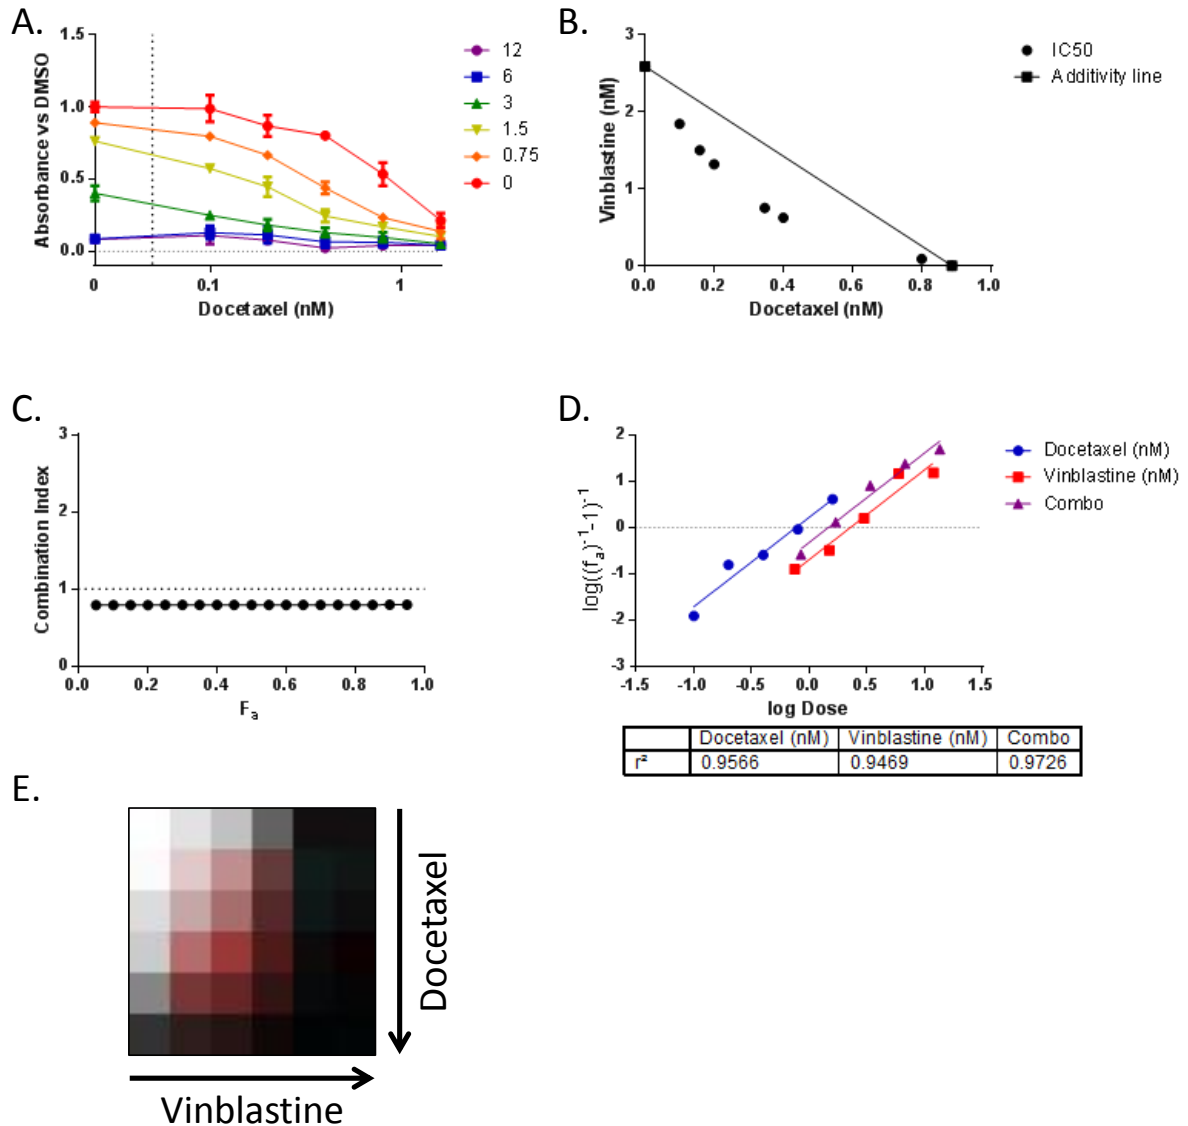 A.
Absorbance vs DMSO
1.5
1.0
0.5
0.0
0 0.1 1
Docetaxel (nM)
12
6
3
1.5
0.75
0
B.
Vinblastine (nM)
3
2
1
0
0.0 0.2 0.4 0.6 0.8 1.0
Docetaxel (nM)
IC50
Additivity line
C.
Combination Index
3
2
1
0
0.0 0.2 0.4 0.6 0.8 1.0
Fa
D.
log((fa)-1-1)-1
2
1
0
-1
-2
-3
-1.5 -1.0 -0.5 0.0 0.5 1.0 1.5
log Dose
Docetaxel (nM)
Vinblastine (nM)
Combo
Docetaxel (nM) Vinblastine (nM) Combo
r² 0.9566 0.9469 0.9726
E.
Docetaxel
Vinblastine